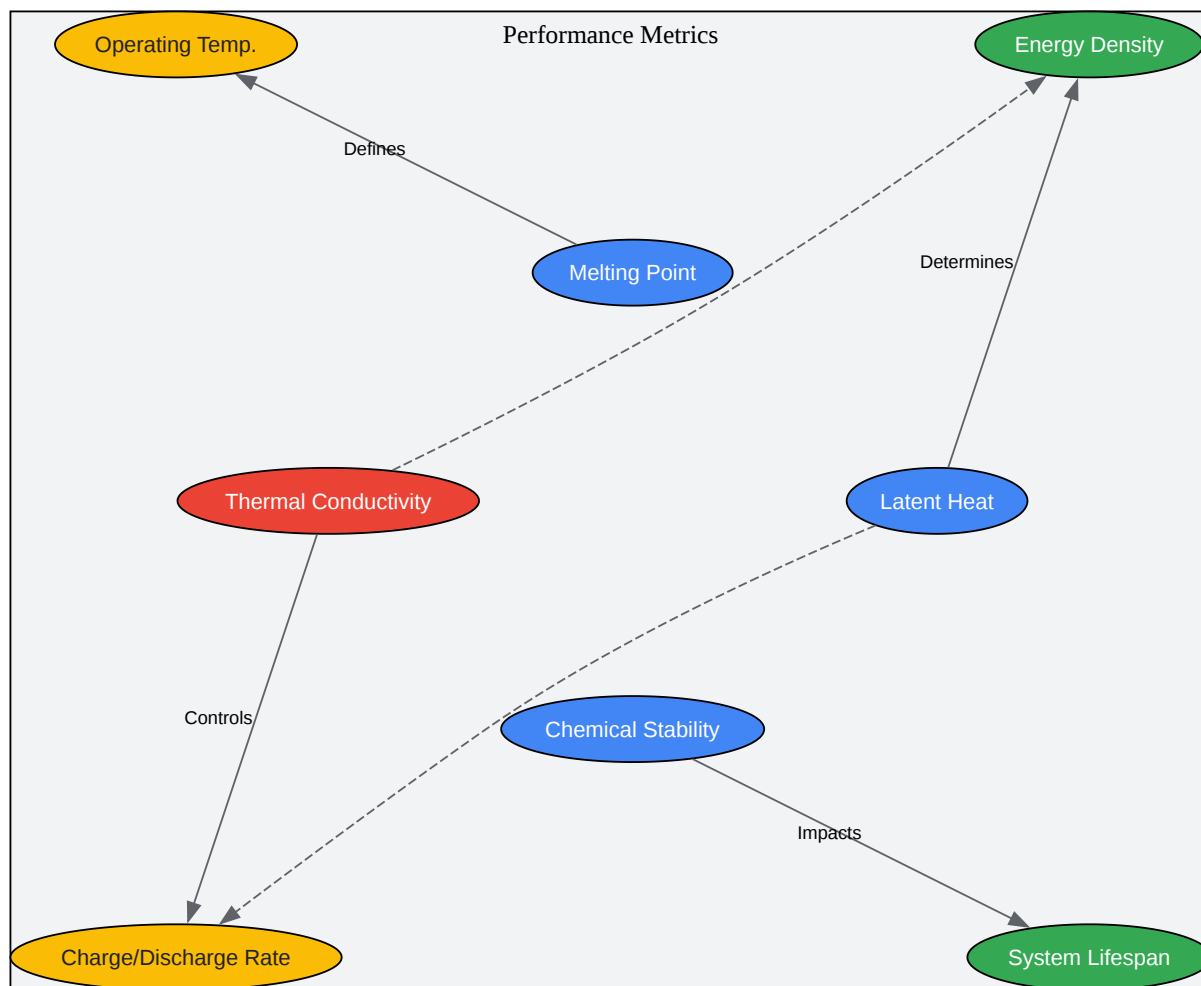 Performance Metrics
Operating Temp.
Energy Density
Defines
Melting Point
Determines
Thermal Conductivity
Latent Heat
Controls
Chemical Stability
Impacts
Charge/Discharge Rate
System Lifespan